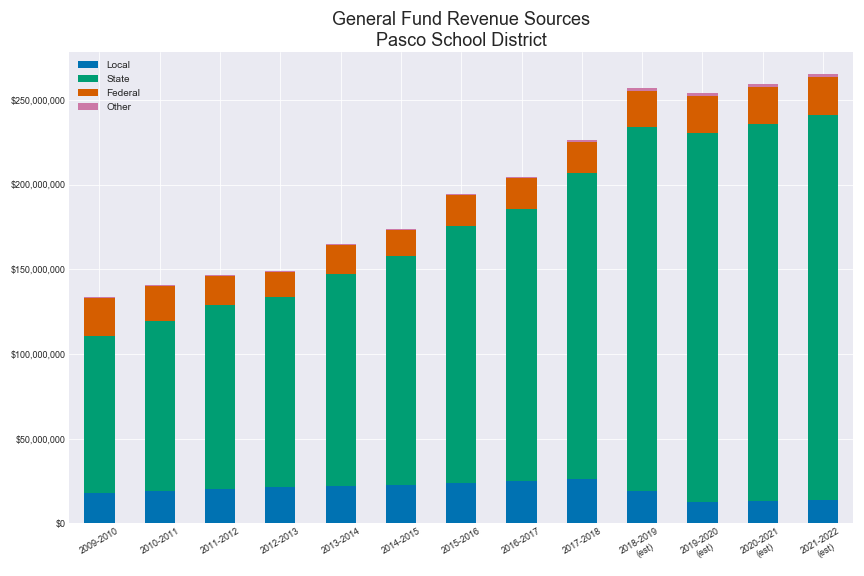 General Fund Revenue Sources
Pasco School District
Local
State
Federal
Other
$250,000,000
$200,000,000
$150,000,000
$100,000,000
$50,000,000
$0
2009-2010
2010-2011
2011-2012
2012-2013
2013-2014
2014-2015
2015-2016
2016-2017
2017-2018
2018-2019
(est)
2019-2020
(est)
2020-2021
(est)
2021-2022
(est)